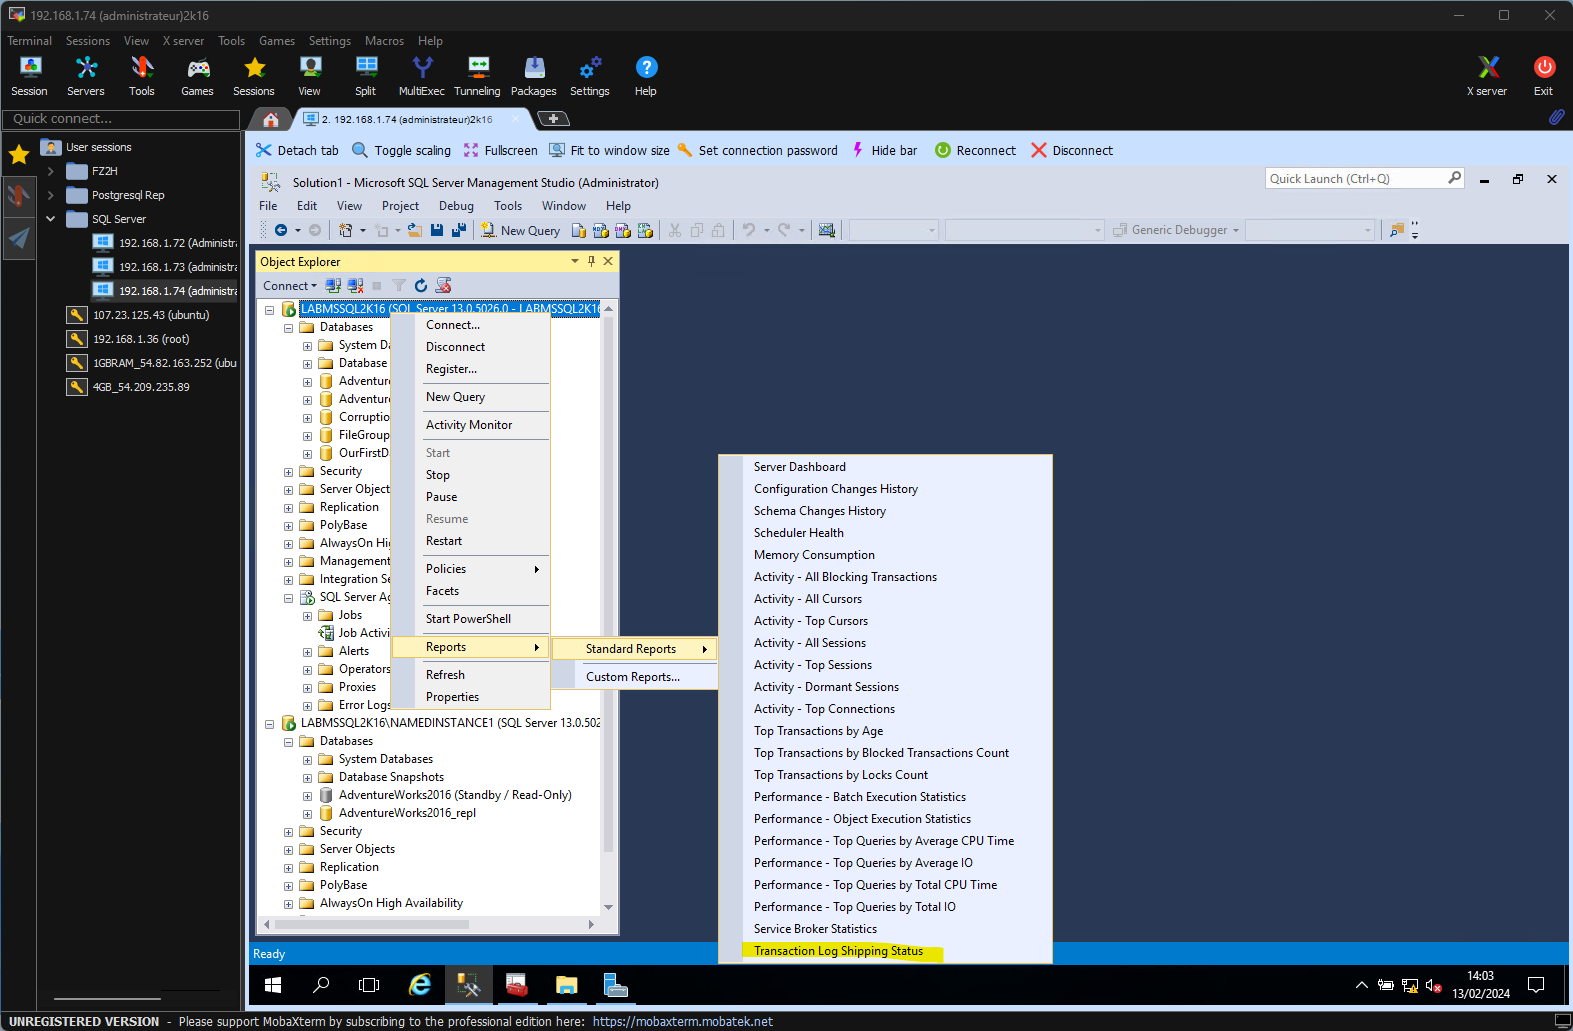 192.168.1.74 (administrateur)2k16
Terminal Sessions View X server Tools Games Settings Macros Help
Session Servers Tools Games Sessions View Split MultiExec Tunneling Packages Settings Help X server Exit
Quick connect...
2. 192.168.1.74 (administrateur)2k16
User sessions
FZ2H
Postgresql Rep
SQL Server
192.168.1.72 (Administra
192.168.1.73 (administra
192.168.1.74 (administra
107.23.125.43 (ubuntu)
192.168.1.36 (root)
1GBRAM_54.82.163.252 (ubu
4GB_54.209.235.89
Detach tab Toggle scaling Fullscreen Fit to window size Set connection password Hide bar Reconnect Disconnect
Solution1 - Microsoft SQL Server Management Studio (Administrator)
Quick Launch (Ctrl+Q)
File Edit View Project Debug Tools Window Help
New Query
Generic Debugger
Object Explorer
Connect
LABMSSQL2K16 (SQL Server 13.0.5026.0 - LABMSSQL2K16
Databases
System Da
Database
Adventure
Adventure
Corruptio
FileGroup
OurFirstD
Security
Server Object
Replication
PolyBase
AlwaysOn Hi
Management
Integration Se
SQL Server Ag
Jobs
Job Activi
Alerts
Operators
Proxies
Error Logs
LABMSSQL2K16\NAMEDINSTANCE1 (SQL Server 13.0.502
Databases
System Databases
Database Snapshots
AdventureWorks2016 (Standby / Read-Only)
AdventureWorks2016_repl
Security
Server Objects
Replication
PolyBase
AlwaysOn High Availability
Connect...
Disconnect
Register...
New Query
Activity Monitor
Start
Stop
Pause
Resume
Restart
Policies
Facets
Start PowerShell
Reports
Refresh
Properties
Standard Reports
Custom Reports...
Server Dashboard
Configuration Changes History
Schema Changes History
Scheduler Health
Memory Consumption
Activity - All Blocking Transactions
Activity - All Cursors
Activity - Top Cursors
Activity - All Sessions
Activity - Top Sessions
Activity - Dormant Sessions
Activity - Top Connections
Top Transactions by Age
Top Transactions by Blocked Transactions Count
Top Transactions by Locks Count
Performance - Batch Execution Statistics
Performance - Object Execution Statistics
Performance - Top Queries by Average CPU Time
Performance - Top Queries by Average IO
Performance - Top Queries by Total CPU Time
Performance - Top Queries by Total IO
Service Broker Statistics
Transaction Log Shipping Status
Ready
14:03
13/02/2024
UNREGISTERED VERSION - Please support MobaXterm by subscribing to the professional edition here: https://mobaxterm.mobatek.net